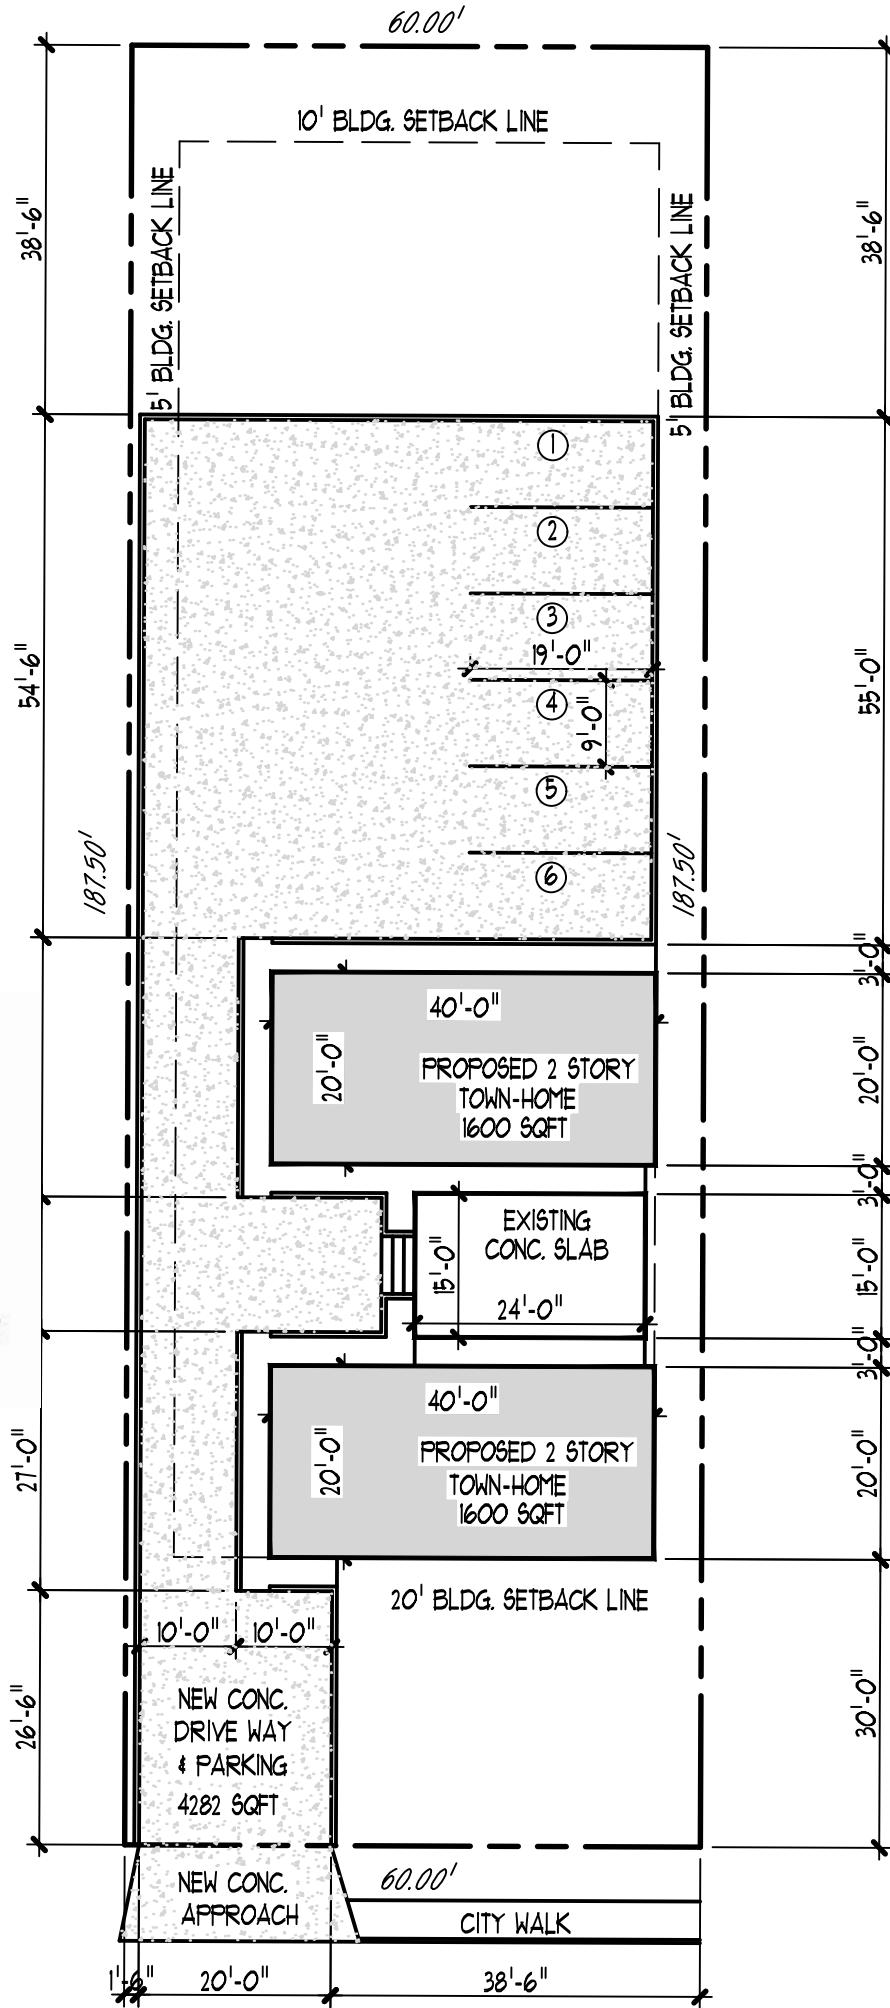 60.00'
10' BLDG. SETBACK LINE
5' BLDG. SETBACK LINE
5' BLDG. SETBACK LINE
38'-6"
38'-6"
1
2
3
19'-0"
4
9'-0"
5
6
54'-6"
55'-0"
187.50'
187.50'
3'-0"
40'-0"
20'-0"
PROPOSED 2 STORY
TOWN-HOME
1600 SQFT
20'-0"
3'-0"
EXISTING
CONC. SLAB
15'-0"
24'-0"
15'-0"
3'-0"
40'-0"
20'-0"
PROPOSED 2 STORY
TOWN-HOME
1600 SQFT
20'-0"
27'-0"
20' BLDG. SETBACK LINE
10'-0"
10'-0"
NEW CONC.
DRIVE WAY
& PARKING
4282 SQFT
26'-6"
30'-0"
NEW CONC.
APPROACH
60.00'
CITY WALK
1'-6"
20'-0"
38'-6"